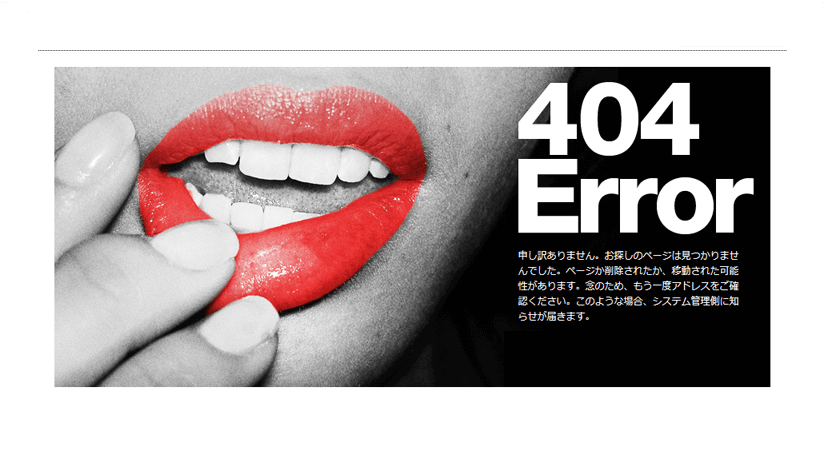 404
Error
申し訳ありません。お探しのページは見つかりませ
んでした。ページが削除されたか、移動された可能
性があります。念のため、もう一度アドレスをご確
認ください。このような場合、システム管理側に知
らせが届きます。